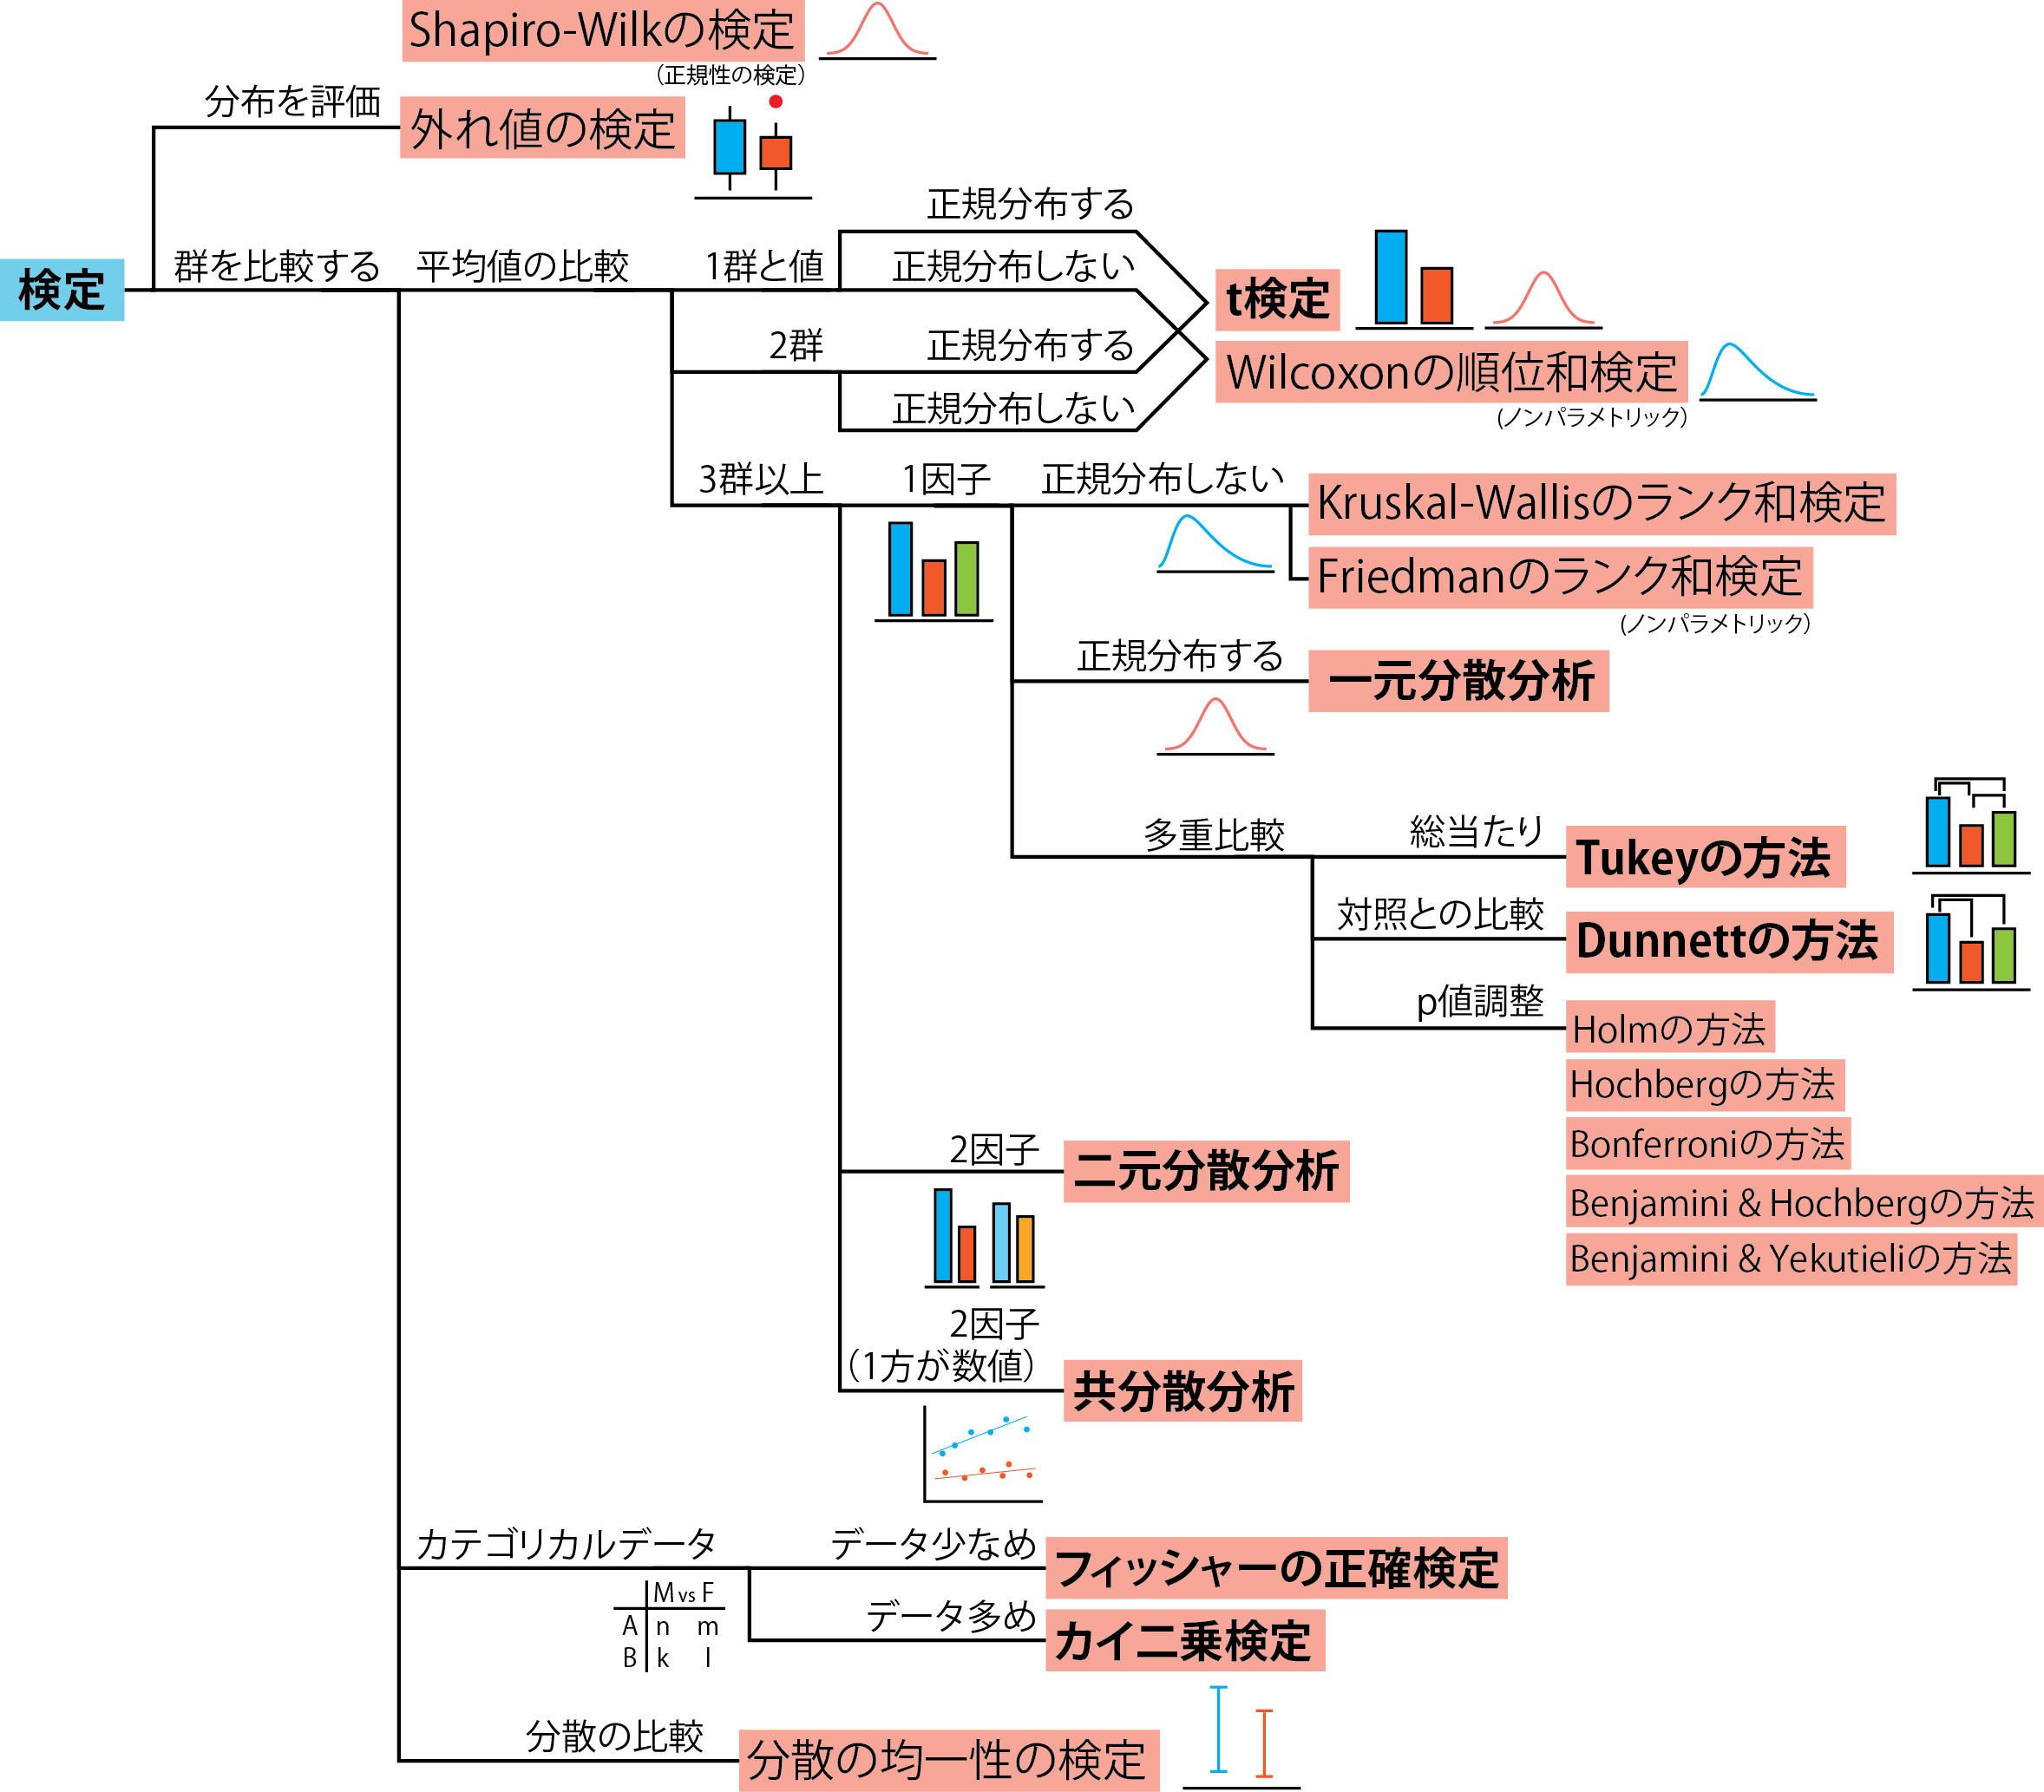 Shapiro-Wilkの検定
(正規性の検定)
分布を評価
外れ値の検定
検定
群を比較する
平均値の比較
1群と値
正規分布する
正規分布しない
2群
正規分布する
正規分布しない
t検定
Wilcoxonの順位和検定
(ノンパラメトリック)
3群以上
1因子
正規分布しない
Kruskal-Wallisのランク和検定
Friedmanのランク和検定
(ノンパラメトリック)
正規分布する
一元分散分析
多重比較
総当たり
Tukeyの方法
対照との比較
Dunnettの方法
p値調整
Holmの方法
Hochbergの方法
Bonferroniの方法
Benjamini & Hochbergの方法
Benjamini & Yekutieliの方法
2因子
二元分散分析
2因子
(1方が数値)
共分散分析
カテゴリカルデータ
データ少なめ
フィッシャーの正確検定
M vs F
A n m
B k l
データ多め
カイ二乗検定
分散の比較
分散の均一性の検定